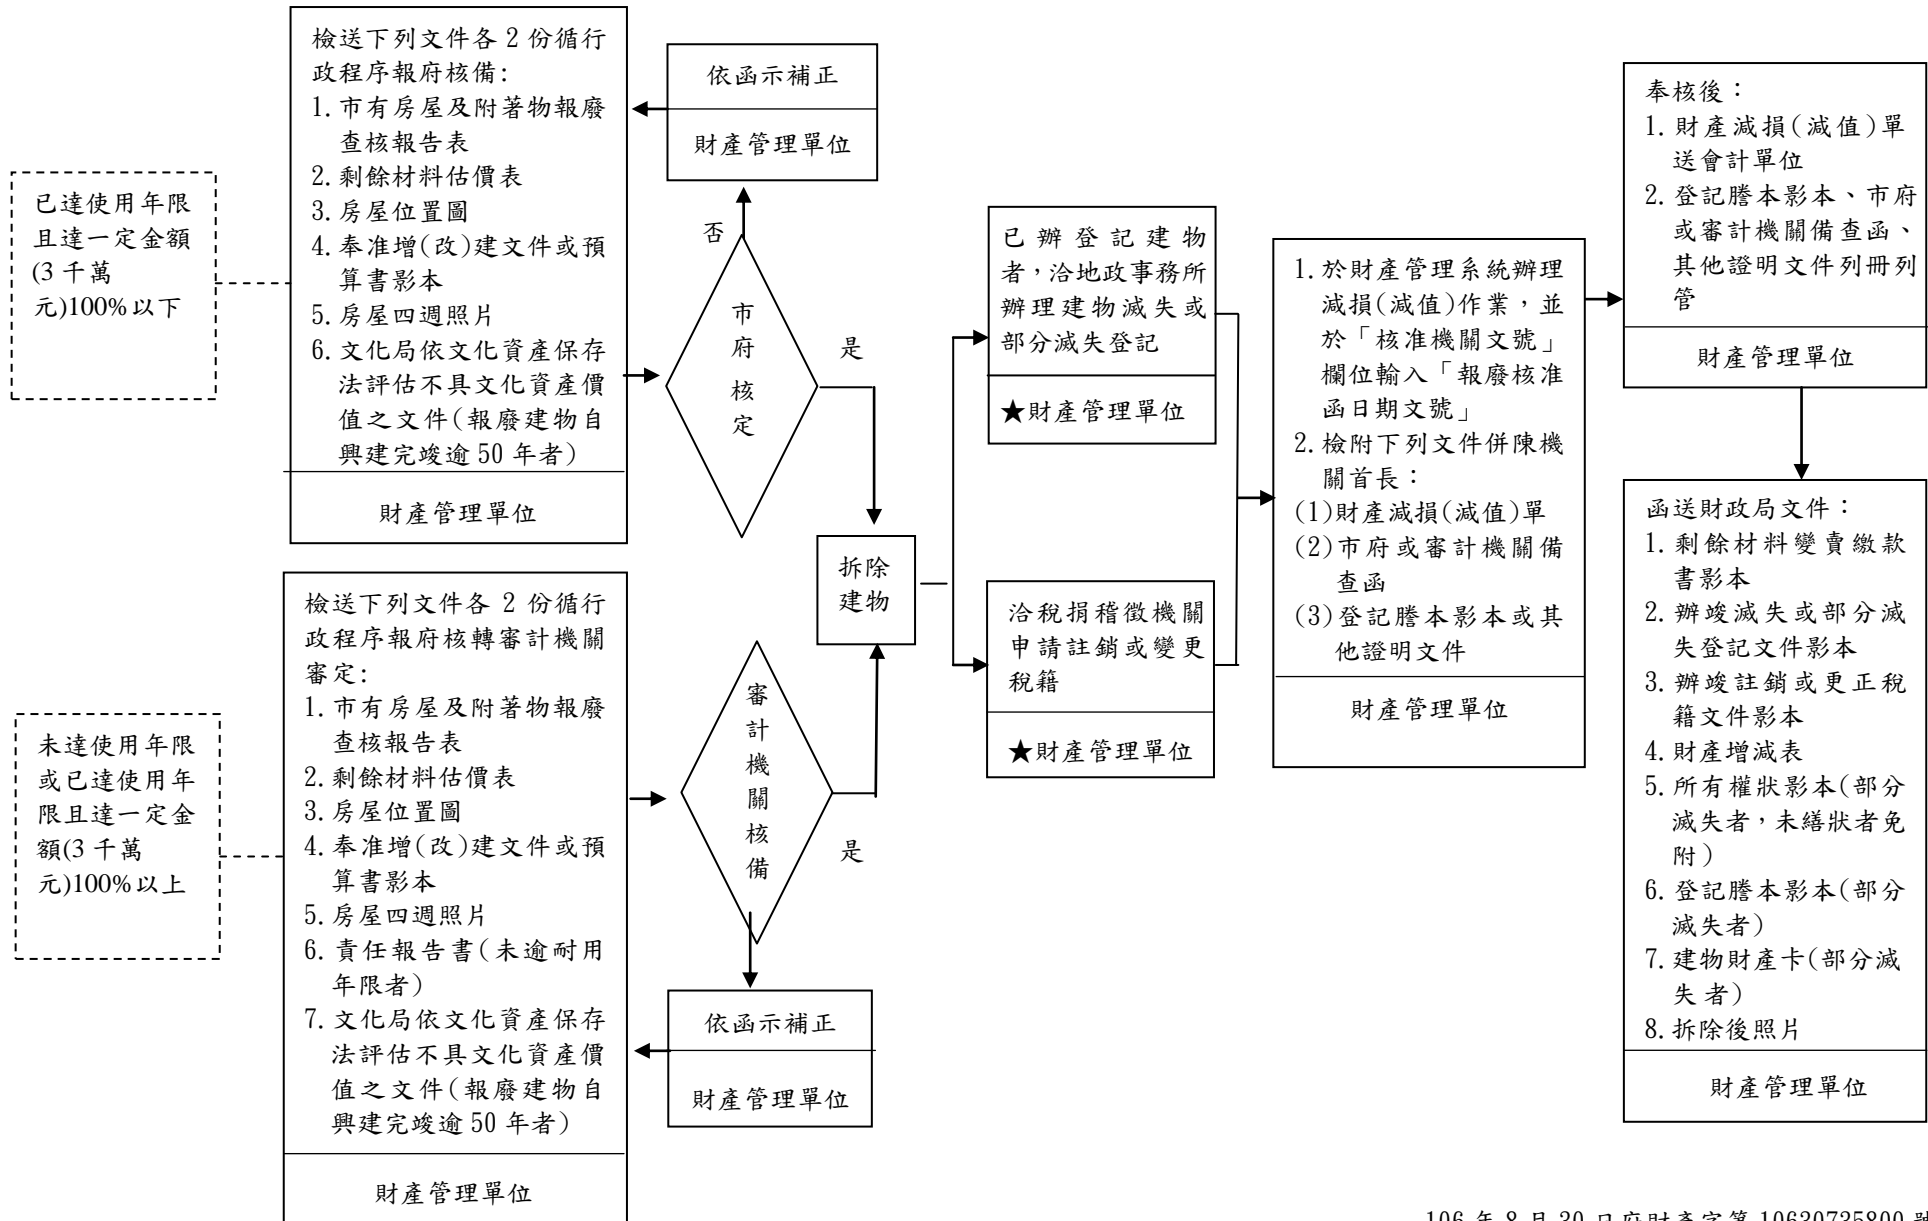 已達使用年限
且達一定金額
(3 千萬
元)100%以下
檢送下列文件各 2 份循行
政程序報府核備:
1.市有房屋及附著物報廢
查核報告表
2.剩餘材料估價表
3.房屋位置圖
4.奉准增(改)建文件或預
算書影本
5.房屋四週照片
6.文化局依文化資產保存
法評估不具文化資產價
值之文件(報廢建物自
興建完竣逾 50 年者)
財產管理單位
依函示補正
財產管理單位
否
市
府
核
定
是
未達使用年限
或已達使用年
限且達一定金
額(3 千萬
元)100%以上
檢送下列文件各 2 份循行
政程序報府核轉審計機關
審定:
1.市有房屋及附著物報廢
查核報告表
2.剩餘材料估價表
3.房屋位置圖
4.奉准增(改)建文件或預
算書影本
5.房屋四週照片
6.責任報告書(未逾耐用
年限者)
7.文化局依文化資產保存
法評估不具文化資產價
值之文件(報廢建物自
興建完竣逾 50 年者)
財產管理單位
審
計
機
關
核
備
是
依函示補正
財產管理單位
拆除
建物
已辦登記建物
者，洽地政事務所
辦理建物滅失或
部分滅失登記
★財產管理單位
洽稅捐稽徵機關
申請註銷或變更
稅籍
★財產管理單位
1.於財產管理系統辦理
減損(減值)作業，並
於「核准機關文號」
欄位輸入「報廢核准
函日期文號」
2.檢附下列文件併陳機
關首長：
(1)財產減損(減值)單
(2)市府或審計機關備
查函
(3)登記謄本影本或其
他證明文件
財產管理單位
奉核後：
1.財產減損(減值)單
送會計單位
2.登記謄本影本、市府
或審計機關備查函、
其他證明文件列冊列
管
財產管理單位
函送財政局文件：
1.剩餘材料變賣繳款
書影本
2.辦竣滅失或部分滅
失登記文件影本
3.辦竣註銷或更正稅
籍文件影本
4.財產增減表
5.所有權狀影本(部分
滅失者，未繕狀者免
附)
6.登記謄本影本(部分
滅失者)
7.建物財產卡(部分滅
失者)
8.拆除後照片
財產管理單位
106 年 8 月 30 日府財產字第 10630735800 號